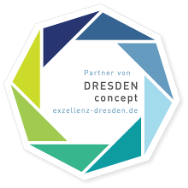 Partner von
DRESDEN
concept
exzellenz-dresden.de